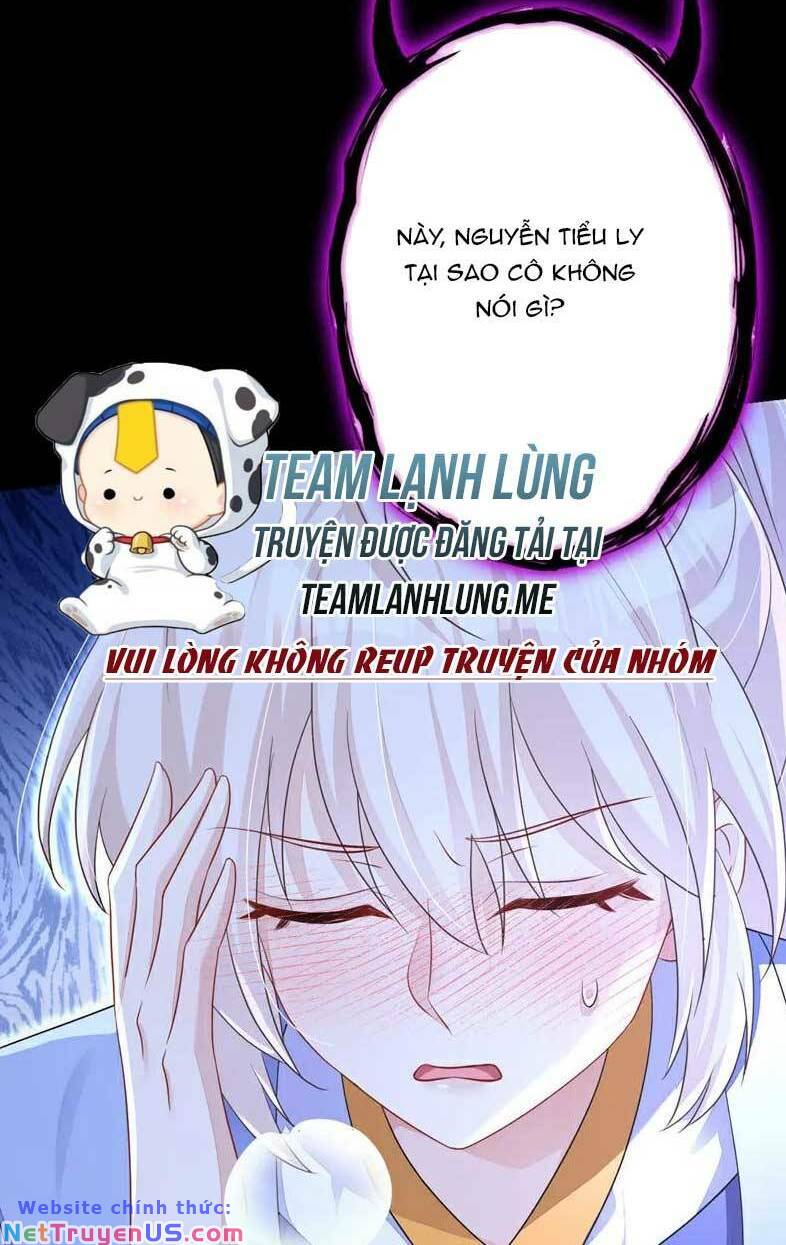 NÀY, NGUYỄN TIỂU LY
TẠI SAO CÔ KHÔNG
NÓI GÌ?
TEAM LẠNH LÙNG
TRUYỆN ĐƯỢC ĐĂNG TẢI TẠI
TEAMLANHLUNG.ME
VUI LÒNG KHÔNG REUP TRUYỆN CỦA NHÓM
Website chính thức:
NetTruyenUS.com